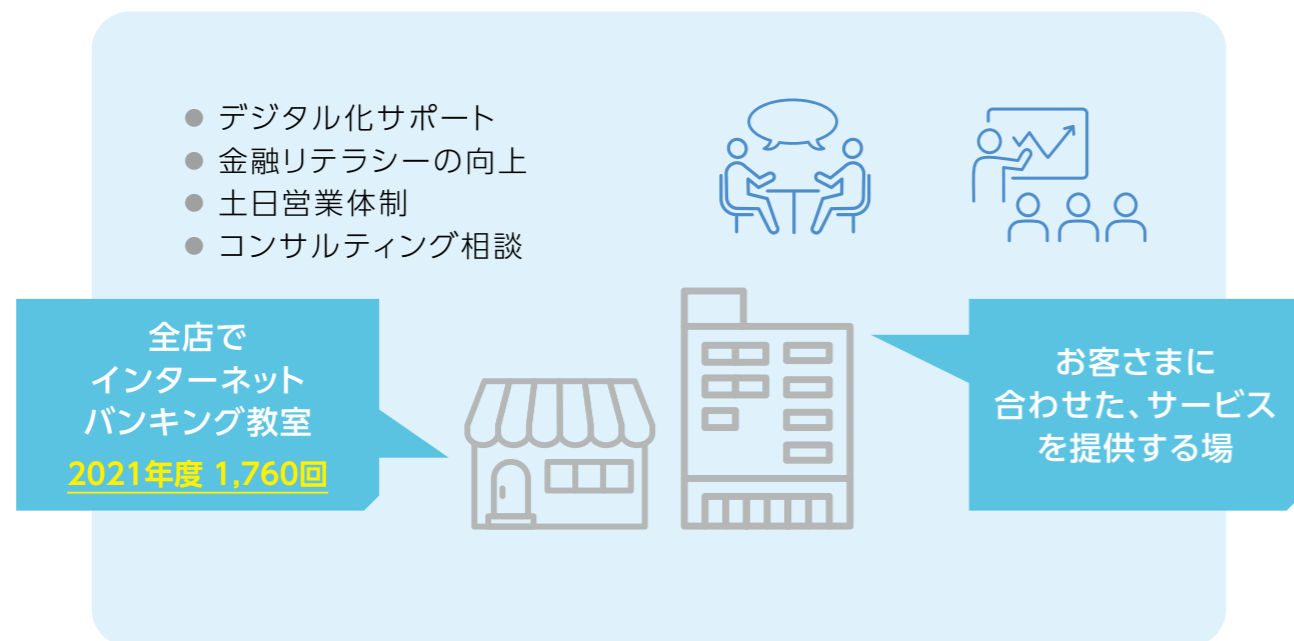 ● デジタル化サポート
● 金融リテラシーの向上
● 土日営業体制
● コンサルティング相談
全店で
インターネット
バンキング教室
2021年度 1,760回
お客さまに
合わせた、サービス
を提供する場